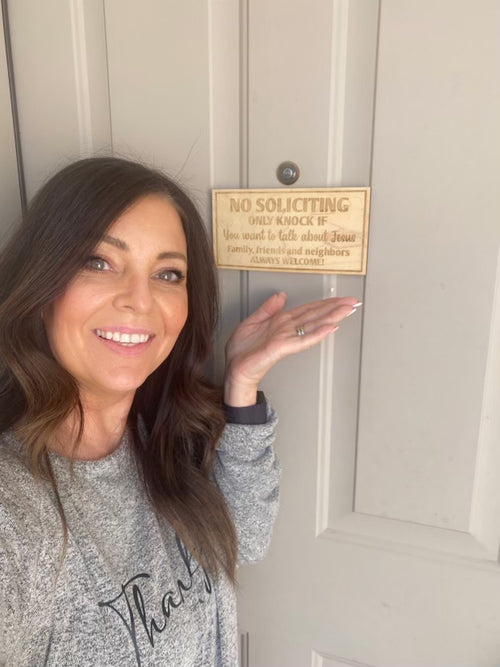 NO SOLICITING
ONLY KNOCK IF
You want to talk about Jesus
Family, friends and neighbors
ALWAYS WELCOME!